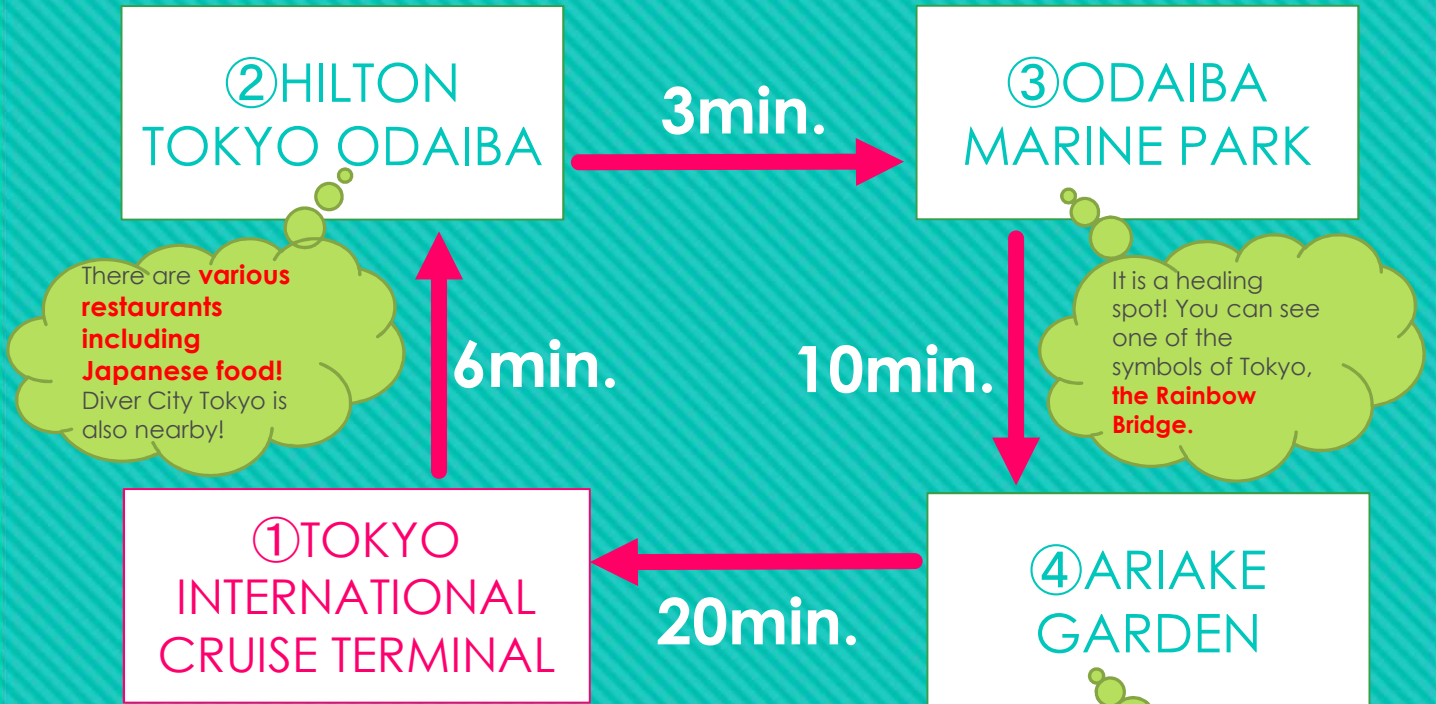 ②HILTON
TOKYO ODAIBA
3min.
③ODAIBA
MARINE PARK
There are various
restaurants
including
Japanese food!
Diver City Tokyo is
also nearby!
6min.
10min.
It is a healing
spot! You can see
one of the
symbols of Tokyo,
the Rainbow
Bridge.
①TOKYO
INTERNATIONAL
CRUISE TERMINAL
20min.
④ARIAKE
GARDEN